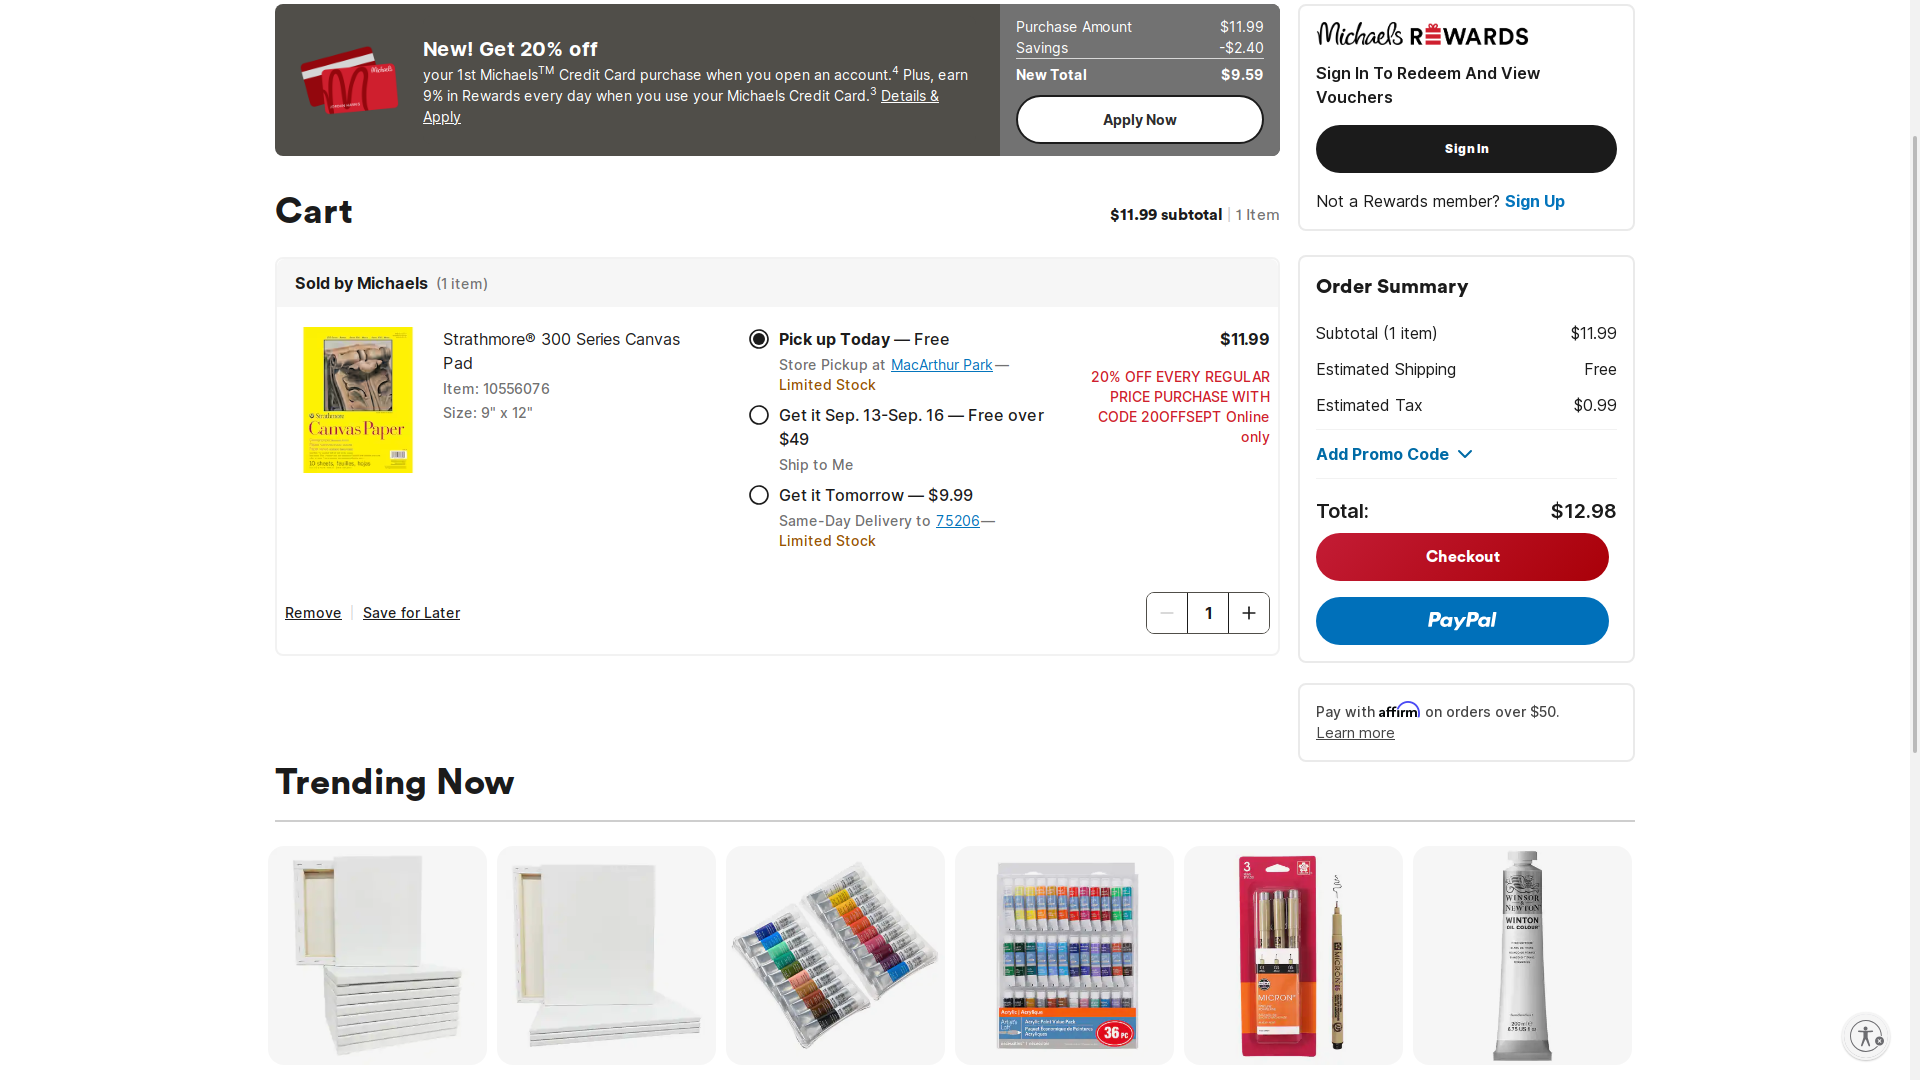 New! Get 20% off
your 1st Michaels™ Credit Card purchase when you open an account.4 Plus, earn
9% in Rewards every day when you use your Michaels Credit Card.3 Details &
Apply
Purchase Amount $11.99
Savings -$2.40
New Total $9.59
Apply Now
Michaels REWARDS
Sign In To Redeem And View
Vouchers
Sign In
Not a Rewards member? Sign Up
Cart
$11.99 subtotal | 1 Item
Sold by Michaels (1 item)
Strathmore
Canvas Paper
Strathmore® 300 Series Canvas
Pad
Item: 10556076
Size: 9" x 12"
Pick up Today — Free
Store Pickup at MacArthur Park—
Limited Stock
Get it Sep. 13-Sep. 16 — Free over
$49
Ship to Me
Get it Tomorrow — $9.99
Same-Day Delivery to 75206—
Limited Stock
$11.99
20% OFF EVERY REGULAR
PRICE PURCHASE WITH
CODE 20OFFSEPT Online
only
Remove | Save for Later
1
Order Summary
Subtotal (1 item) $11.99
Estimated Shipping Free
Estimated Tax $0.99
Add Promo Code
Total: $12.98
Checkout
PayPal
Pay with affirm on orders over $50.
Learn more
Trending Now
36 PC
3
MICRON
WINSOR
& NEWTON
WINTON
OIL COLOUR